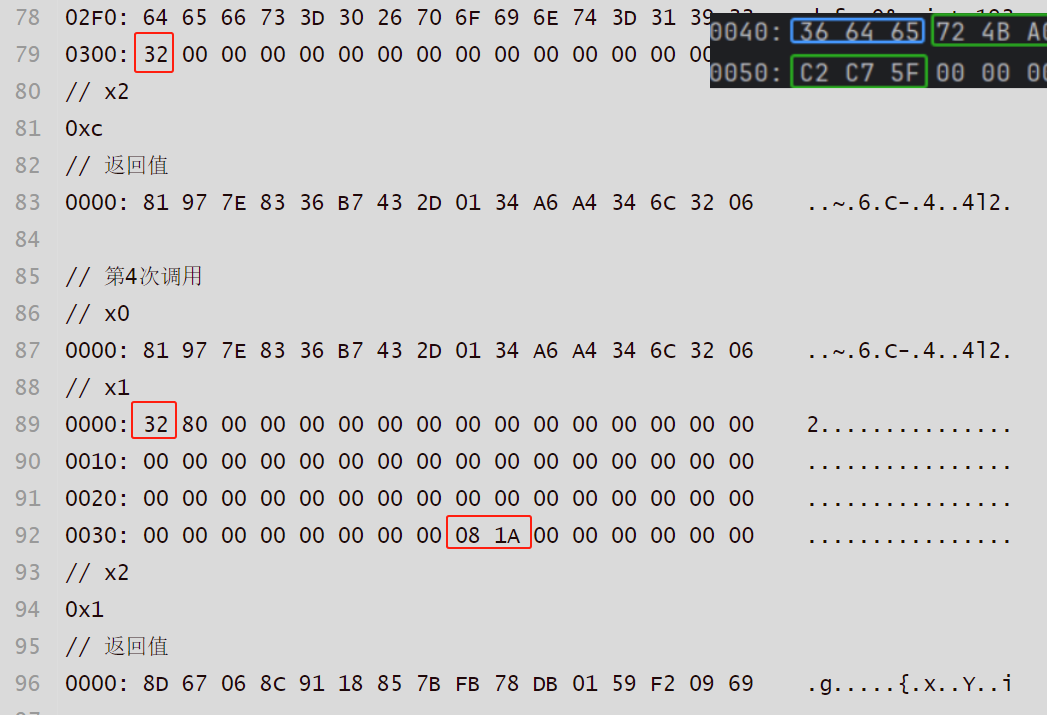 78 02F0: 64 65 66 73 3D 30 26 70 6F 69 6E 74 3D 31 39 33
79 0300: 32 00 00 00 00 00 00 00 00 00 00 00 00 00 00
0040: 36 64 65 72 4B
0050: C2 C7 5F 00 00
80 // x2
81 0xc
82 // 返回值
83 0000: 81 97 7E 83 36 B7 43 2D 01 34 A6 A4 34 6C 32 06 ..~.6.C-.4..4l2.
84
85 // 第4次调用
86 // x0
87 0000: 81 97 7E 83 36 B7 43 2D 01 34 A6 A4 34 6C 32 06 ..~.6.C-.4..4l2.
88 // x1
89 0000: 32 80 00 00 00 00 00 00 00 00 00 00 00 00 00 00 2...............
90 0010: 00 00 00 00 00 00 00 00 00 00 00 00 00 00 00 00 ................
91 0020: 00 00 00 00 00 00 00 00 00 00 00 00 00 00 00 00 ................
92 0030: 00 00 00 00 00 00 00 00 08 1A 00 00 00 00 00 00 ................
93 // x2
94 0x1
95 // 返回值
96 0000: 8D 67 06 8C 91 18 85 7B FB 78 DB 01 59 F2 09 69 .g.....{.x..Y..i